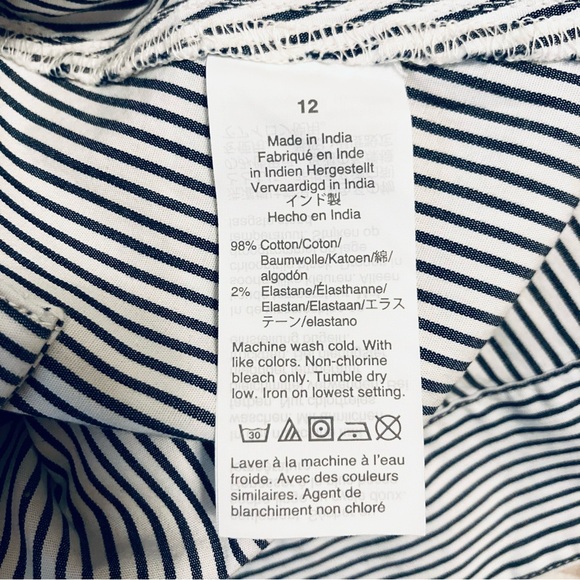 12
Made in India
Fabriqué en Inde
in Indien Hergestellt
Vervaardigd in India
インド製
Hecho en India
98% Cotton/Coton/
Baumwolle/Katoen/綿/
algodón
2% Elastane/Élasthanne/
Elastan/Elastaan/エラス
テーン/elastano
Machine wash cold. With
like colors. Non-chlorine
bleach only. Tumble dry
low. Iron on lowest setting.
30
Laver à la machine à l'eau
froide. Avec des couleurs
similaires. Agent de
blanchiment non chloré